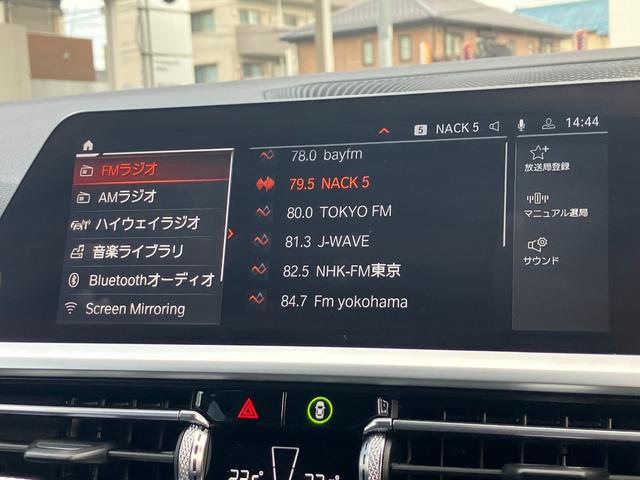 5 NACK 5
14:44
FMラジオ
AMラジオ
ハイウェイラジオ
音楽ライブラリ
Bluetoothオーディオ
Screen Mirroring
78.0 bayfm
79.5 NACK 5
80.0 TOKYO FM
81.3 J-WAVE
82.5 NHK-FM東京
84.7 Fm yokohama
放送局登録
マニュアル選局
サウンド